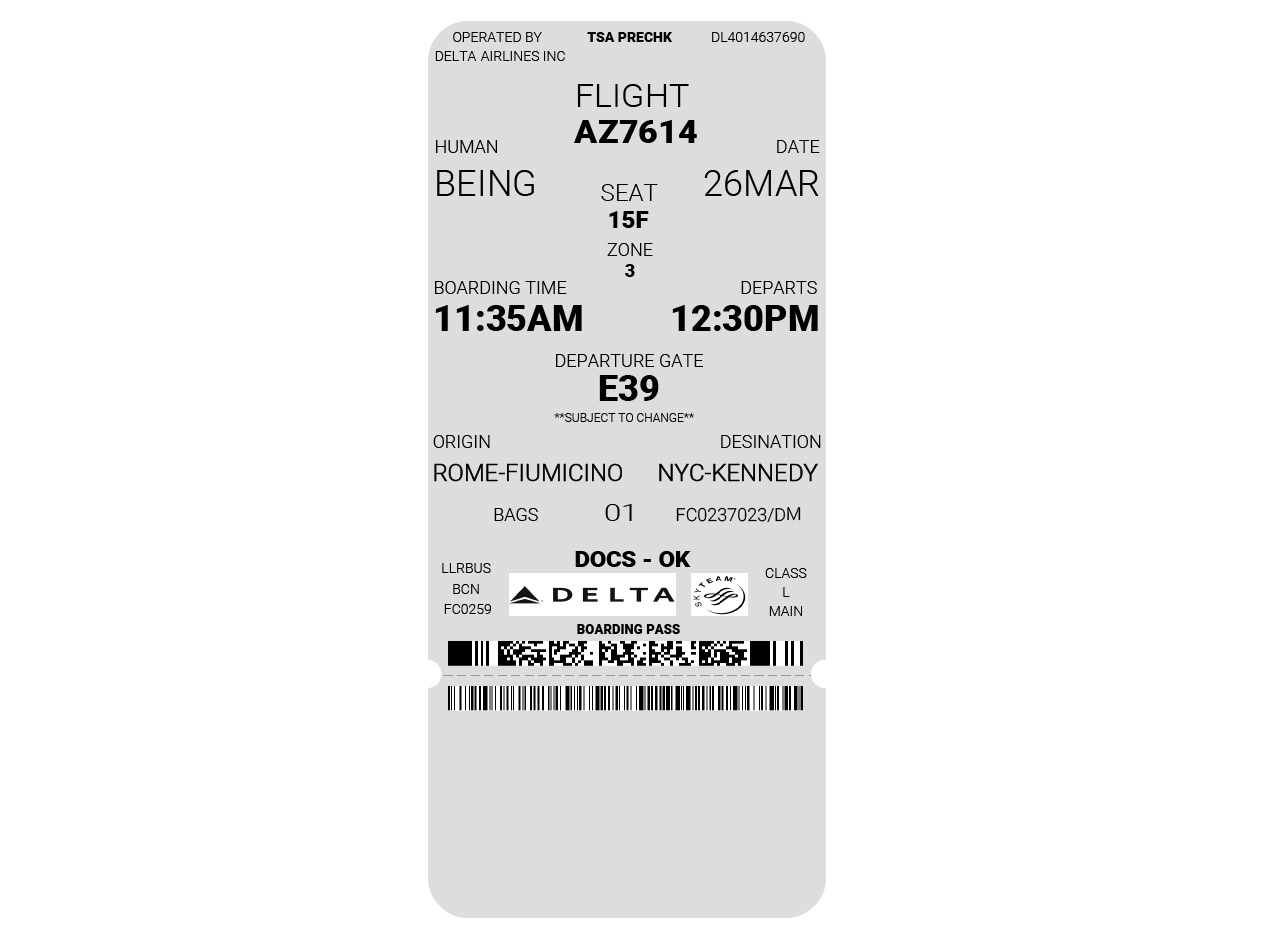 OPERATED BY
DELTA AIRLINES INC
TSA PRECHK
DL4014637690
FLIGHT
AZ7614
HUMAN
BEING
DATE
26MAR
SEAT
15F
ZONE
3
BOARDING TIME
11:35AM
DEPARTS
12:30PM
DEPARTURE GATE
E39
**SUBJECT TO CHANGE**
ORIGIN
ROME-FIUMICINO
DESINATION
NYC-KENNEDY
BAGS 01 FC0237023/DM
DOCS - OK
LLRBUS
BCN
FC0259
DELTA
SKYTEAM
CLASS
L
MAIN
BOARDING PASS